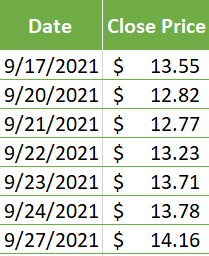 Date Close Price
9/17/2021 $ 13.55
9/20/2021 $ 12.82
9/21/2021 $ 12.77
9/22/2021 $ 13.23
9/23/2021 $ 13.71
9/24/2021 $ 13.78
9/27/2021 $ 14.16